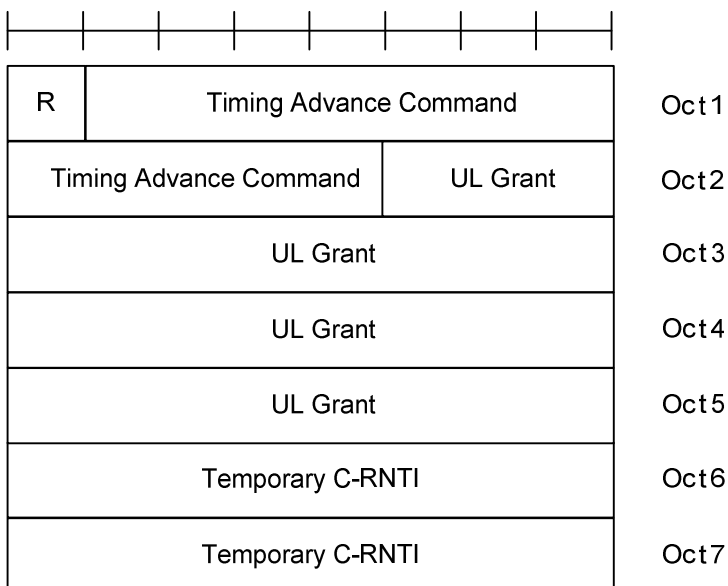 R Timing Advance Command Oct1
Timing Advance Command UL Grant Oct2
UL Grant Oct3
UL Grant Oct4
UL Grant Oct5
Temporary C-RNTI Oct6
Temporary C-RNTI Oct7